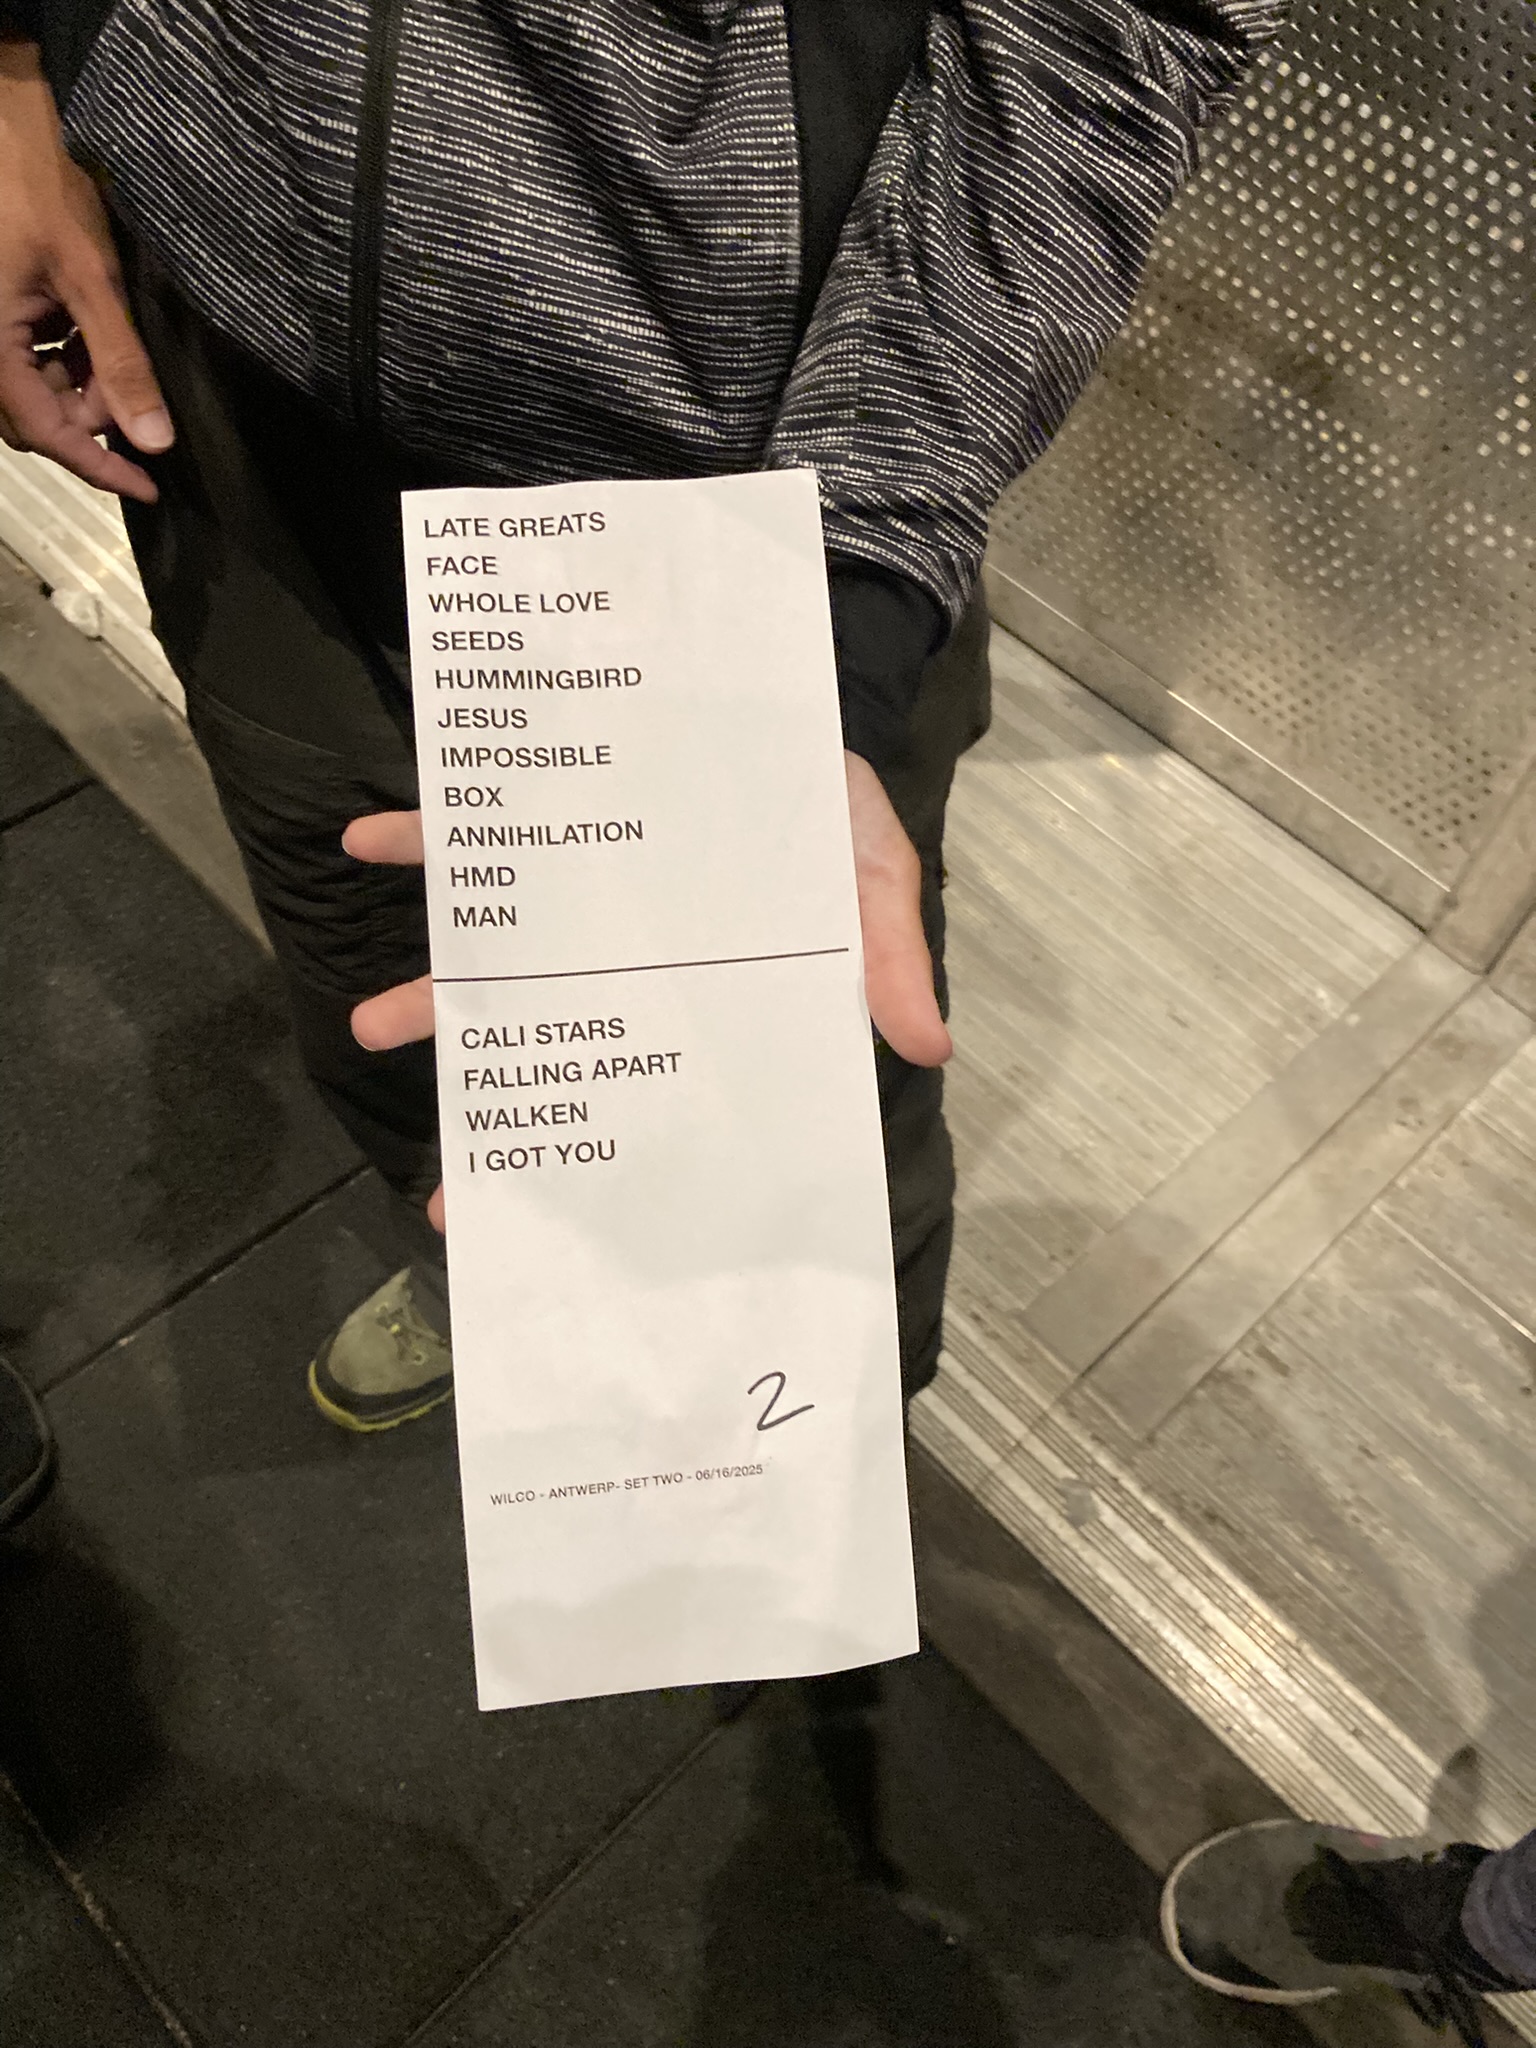 LATE GREATS
FACE
WHOLE LOVE
SEEDS
HUMMINGBIRD
JESUS
IMPOSSIBLE
BOX
ANNIHILATION
HMD
MAN
CALI STARS
FALLING APART
WALKEN
I GOT YOU
2
WILCO - ANTWERP- SET TWO - 06/16/2025